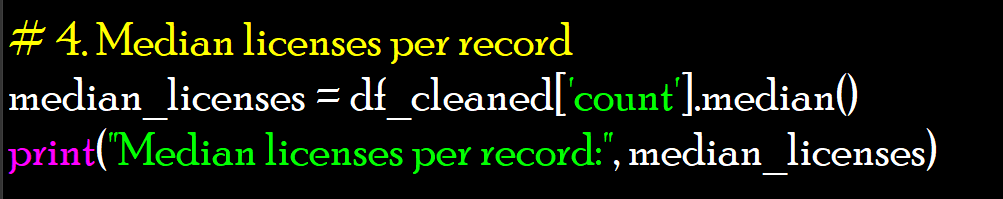 # 4. Median licenses per record
median_licenses = df_cleaned['count'].median()
print("Median licenses per record:", median_licenses)